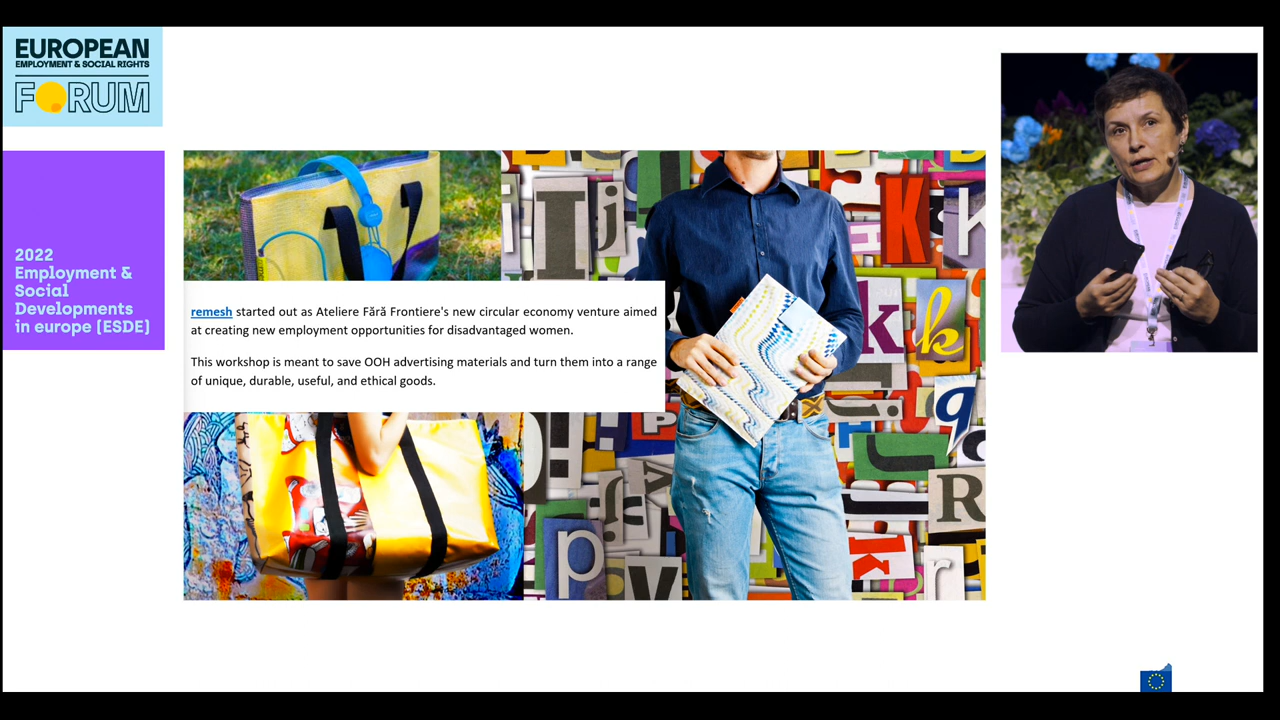 EUROPEAN
EMPLOYMENT & SOCIAL RIGHTS
FORUM
2022
Employment &
Social
Developments
in europe [ESDE]
remesh started out as Ateliere Fără Frontiere's new circular economy venture aimed
at creating new employment opportunities for disadvantaged women.
This workshop is meant to save OOH advertising materials and turn them into a range
of unique, durable, useful, and ethical goods.
I
j
K
K
k
k
q
R
k
r
p
v
P
y